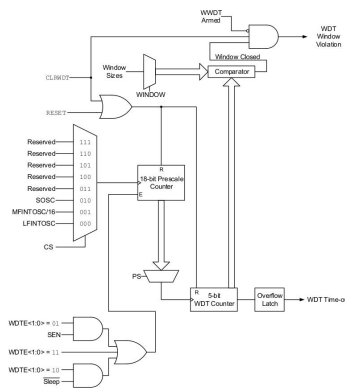 WWDT
Armed
WDT
Window
Violation
Window Closed
Window
Sizes
Comparator
CLRWDT
WINDOW
RESET
Reserved 111
Reserved 110
Reserved 101
Reserved 100
Reserved 011
SOSC 010
MFINTOSC/16 001
LFINTOSC 000
R
18-bit Prescale
Counter
E
CS
PS
R
5-bit
WDT Counter
Overflow
Latch
WDT Time-o
WDTE<1:0> = 01
SEN
WDTE<1:0> = 11
WDTE<1:0> = 10
Sleep